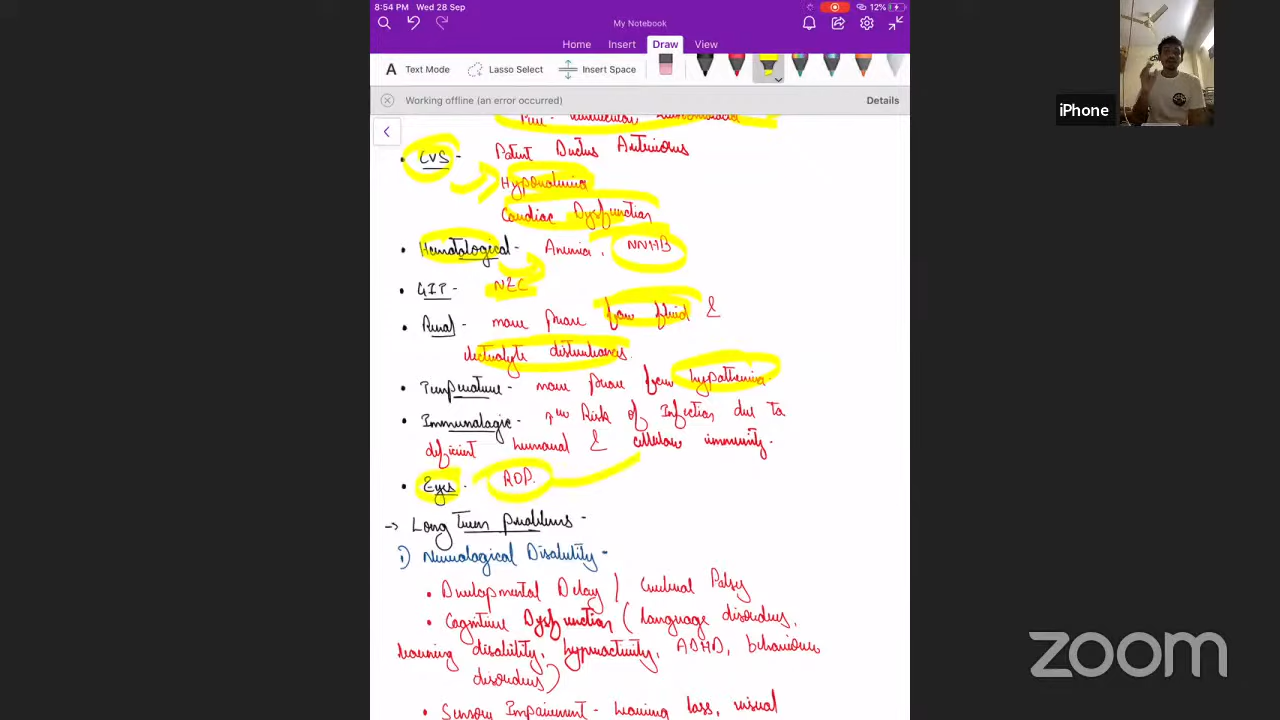 8:54 PM Wed 28 Sep
12%
My Notebook
Home Insert Draw View
A Text Mode Lasso Select Insert Space
Working offline (an error occurred) Details
iPhone
CVS - Patent Ductus Arteriosus
Cardiac Dysfunction
Hematological - Anemia, NNHB
GIT - NEC
Renal - more prone from fluid &
electrolyte disturbances.
Temperature - more prone from hypothermia.
Immunologic - ↑ Risk of Infection due to
deficient humoral & cellular immunity.
Eyes - ROP.
→ Long Term Problems -
1) Neurological Disability -
• Developmental Delay / Cerebral Palsy
• Cognitive Dysfunction (language disorders,
learning disability, hyperactivity, ADHD, behaviour
disorders)
• Sensory Impairment - Hearing loss, visual
zoom